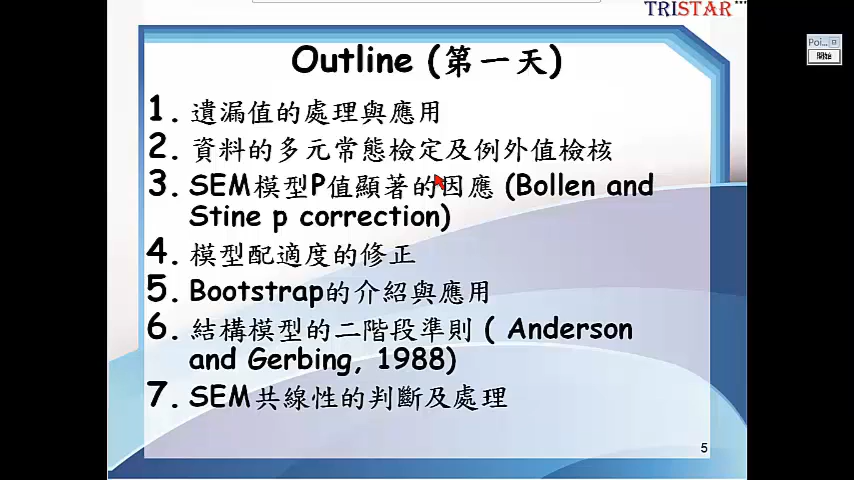 TRISTAR
Outline (第一天)
1. 遺漏值的處理與應用
2. 資料的多元常態檢定及例外值檢核
3. SEM模型P值顯著的因應 (Bollen and
Stine p correction)
4. 模型配適度的修正
5. Bootstrap的介紹與應用
6. 結構模型的二階段準則 ( Anderson
and Gerbing, 1988)
7. SEM共線性的判斷及處理
5
Poi...
開始